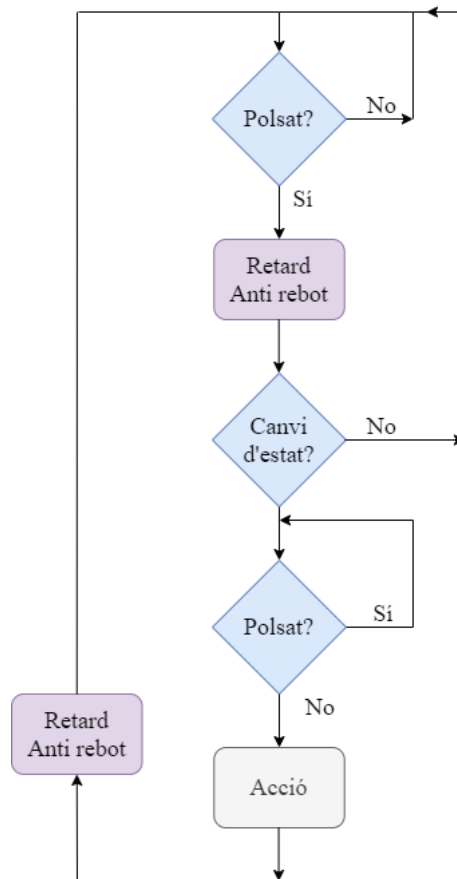 Polsat?
No
Sí
Retard
Anti rebot
Canvi
d'estat?
No
Polsat?
Sí
No
Retard
Anti rebot
Acció